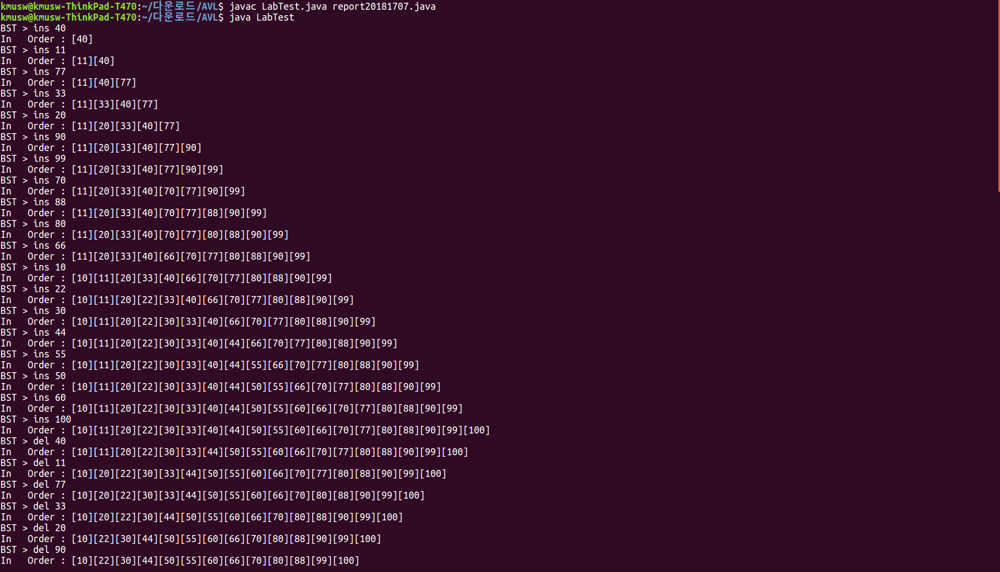 kmusw@kmusw-ThinkPad-T470:~/다운로드/AVL$ javac LabTest.java report20181707.java
kmusw@kmusw-ThinkPad-T470:~/다운로드/AVL$ java LabTest
BST > ins 40
In   Order : [40]
BST > ins 11
In   Order : [11][40]
BST > ins 77
In   Order : [11][40][77]
BST > ins 33
In   Order : [11][33][40][77]
BST > ins 20
In   Order : [11][20][33][40][77]
BST > ins 90
In   Order : [11][20][33][40][77][90]
BST > ins 99
In   Order : [11][20][33][40][77][90][99]
BST > ins 70
In   Order : [11][20][33][40][70][77][90][99]
BST > ins 88
In   Order : [11][20][33][40][70][77][88][90][99]
BST > ins 80
In   Order : [11][20][33][40][70][77][80][88][90][99]
BST > ins 66
In   Order : [11][20][33][40][66][70][77][80][88][90][99]
BST > ins 10
In   Order : [10][11][20][33][40][66][70][77][80][88][90][99]
BST > ins 22
In   Order : [10][11][20][22][33][40][66][70][77][80][88][90][99]
BST > ins 30
In   Order : [10][11][20][22][30][33][40][66][70][77][80][88][90][99]
BST > ins 44
In   Order : [10][11][20][22][30][33][40][44][66][70][77][80][88][90][99]
BST > ins 55
In   Order : [10][11][20][22][30][33][40][44][55][66][70][77][80][88][90][99]
BST > ins 50
In   Order : [10][11][20][22][30][33][40][44][50][55][66][70][77][80][88][90][99]
BST > ins 60
In   Order : [10][11][20][22][30][33][40][44][50][55][60][66][70][77][80][88][90][99]
BST > ins 100
In   Order : [10][11][20][22][30][33][40][44][50][55][60][66][70][77][80][88][90][99][100]
BST > del 40
In   Order : [10][11][20][22][30][33][44][50][55][60][66][70][77][80][88][90][99][100]
BST > del 11
In   Order : [10][20][22][30][33][44][50][55][60][66][70][77][80][88][90][99][100]
BST > del 77
In   Order : [10][20][22][30][33][44][50][55][60][66][70][80][88][90][99][100]
BST > del 33
In   Order : [10][20][22][30][44][50][55][60][66][70][80][88][90][99][100]
BST > del 20
In   Order : [10][22][30][44][50][55][60][66][70][80][88][90][99][100]
BST > del 90
In   Order : [10][22][30][44][50][55][60][66][70][80][88][99][100]